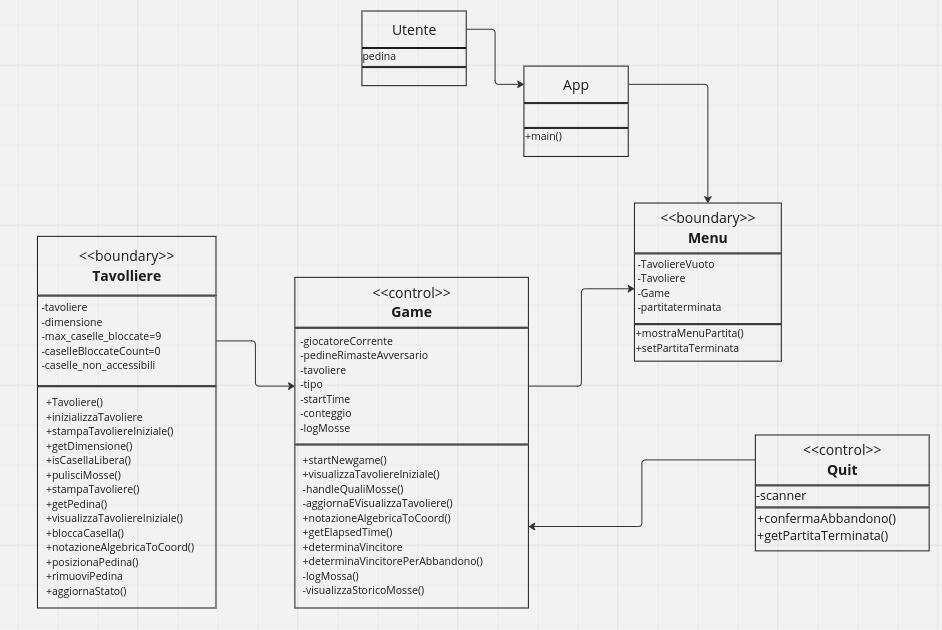 Utente
pedina
App
+main()
<<boundary>>
Menu
-TavoliereVuoto
-Tavoliere
-Game
-partitaterminata
+mostraMenuPartita()
+setPartitaTerminata
<<boundary>>
Tavolliere
-tavoliere
-dimensione
-max_caselle_bloccate=9
-caselleBloccateCount=0
-caselle_non_accessibili
+Tavoliere()
+inizializzaTavoliere
+stampaTavoliereIniziale()
+getDimensione()
+isCasellaLibera()
+pulisciMosse()
+stampaTavoliere()
+getPedina()
+visualizzaTavoliereIniziale()
+bloccaCasella()
+notazioneAlgebricaToCoord()
+posizionaPedina()
+rimuoviPedina
+aggiornaStato()
<<control>>
Game
-giocatoreCorrente
-pedineRimasteAvversario
-tavoliere
-tipo
-startTime
-conteggio
-logMosse
+startNewgame()
+visualizzaTavoliereIniziale()
-handleQualiMosse()
-aggiornaEVisualizzaTavoliere()
+notazioneAlgebricaToCoord()
+getElapsedTime()
+determinaVincitore
+determinaVincitorePerAbbandono()
-logMossa()
-visualizzaStoricoMosse()
<<control>>
Quit
-scanner
+confermaAbbandono()
+getPartitaTerminata()